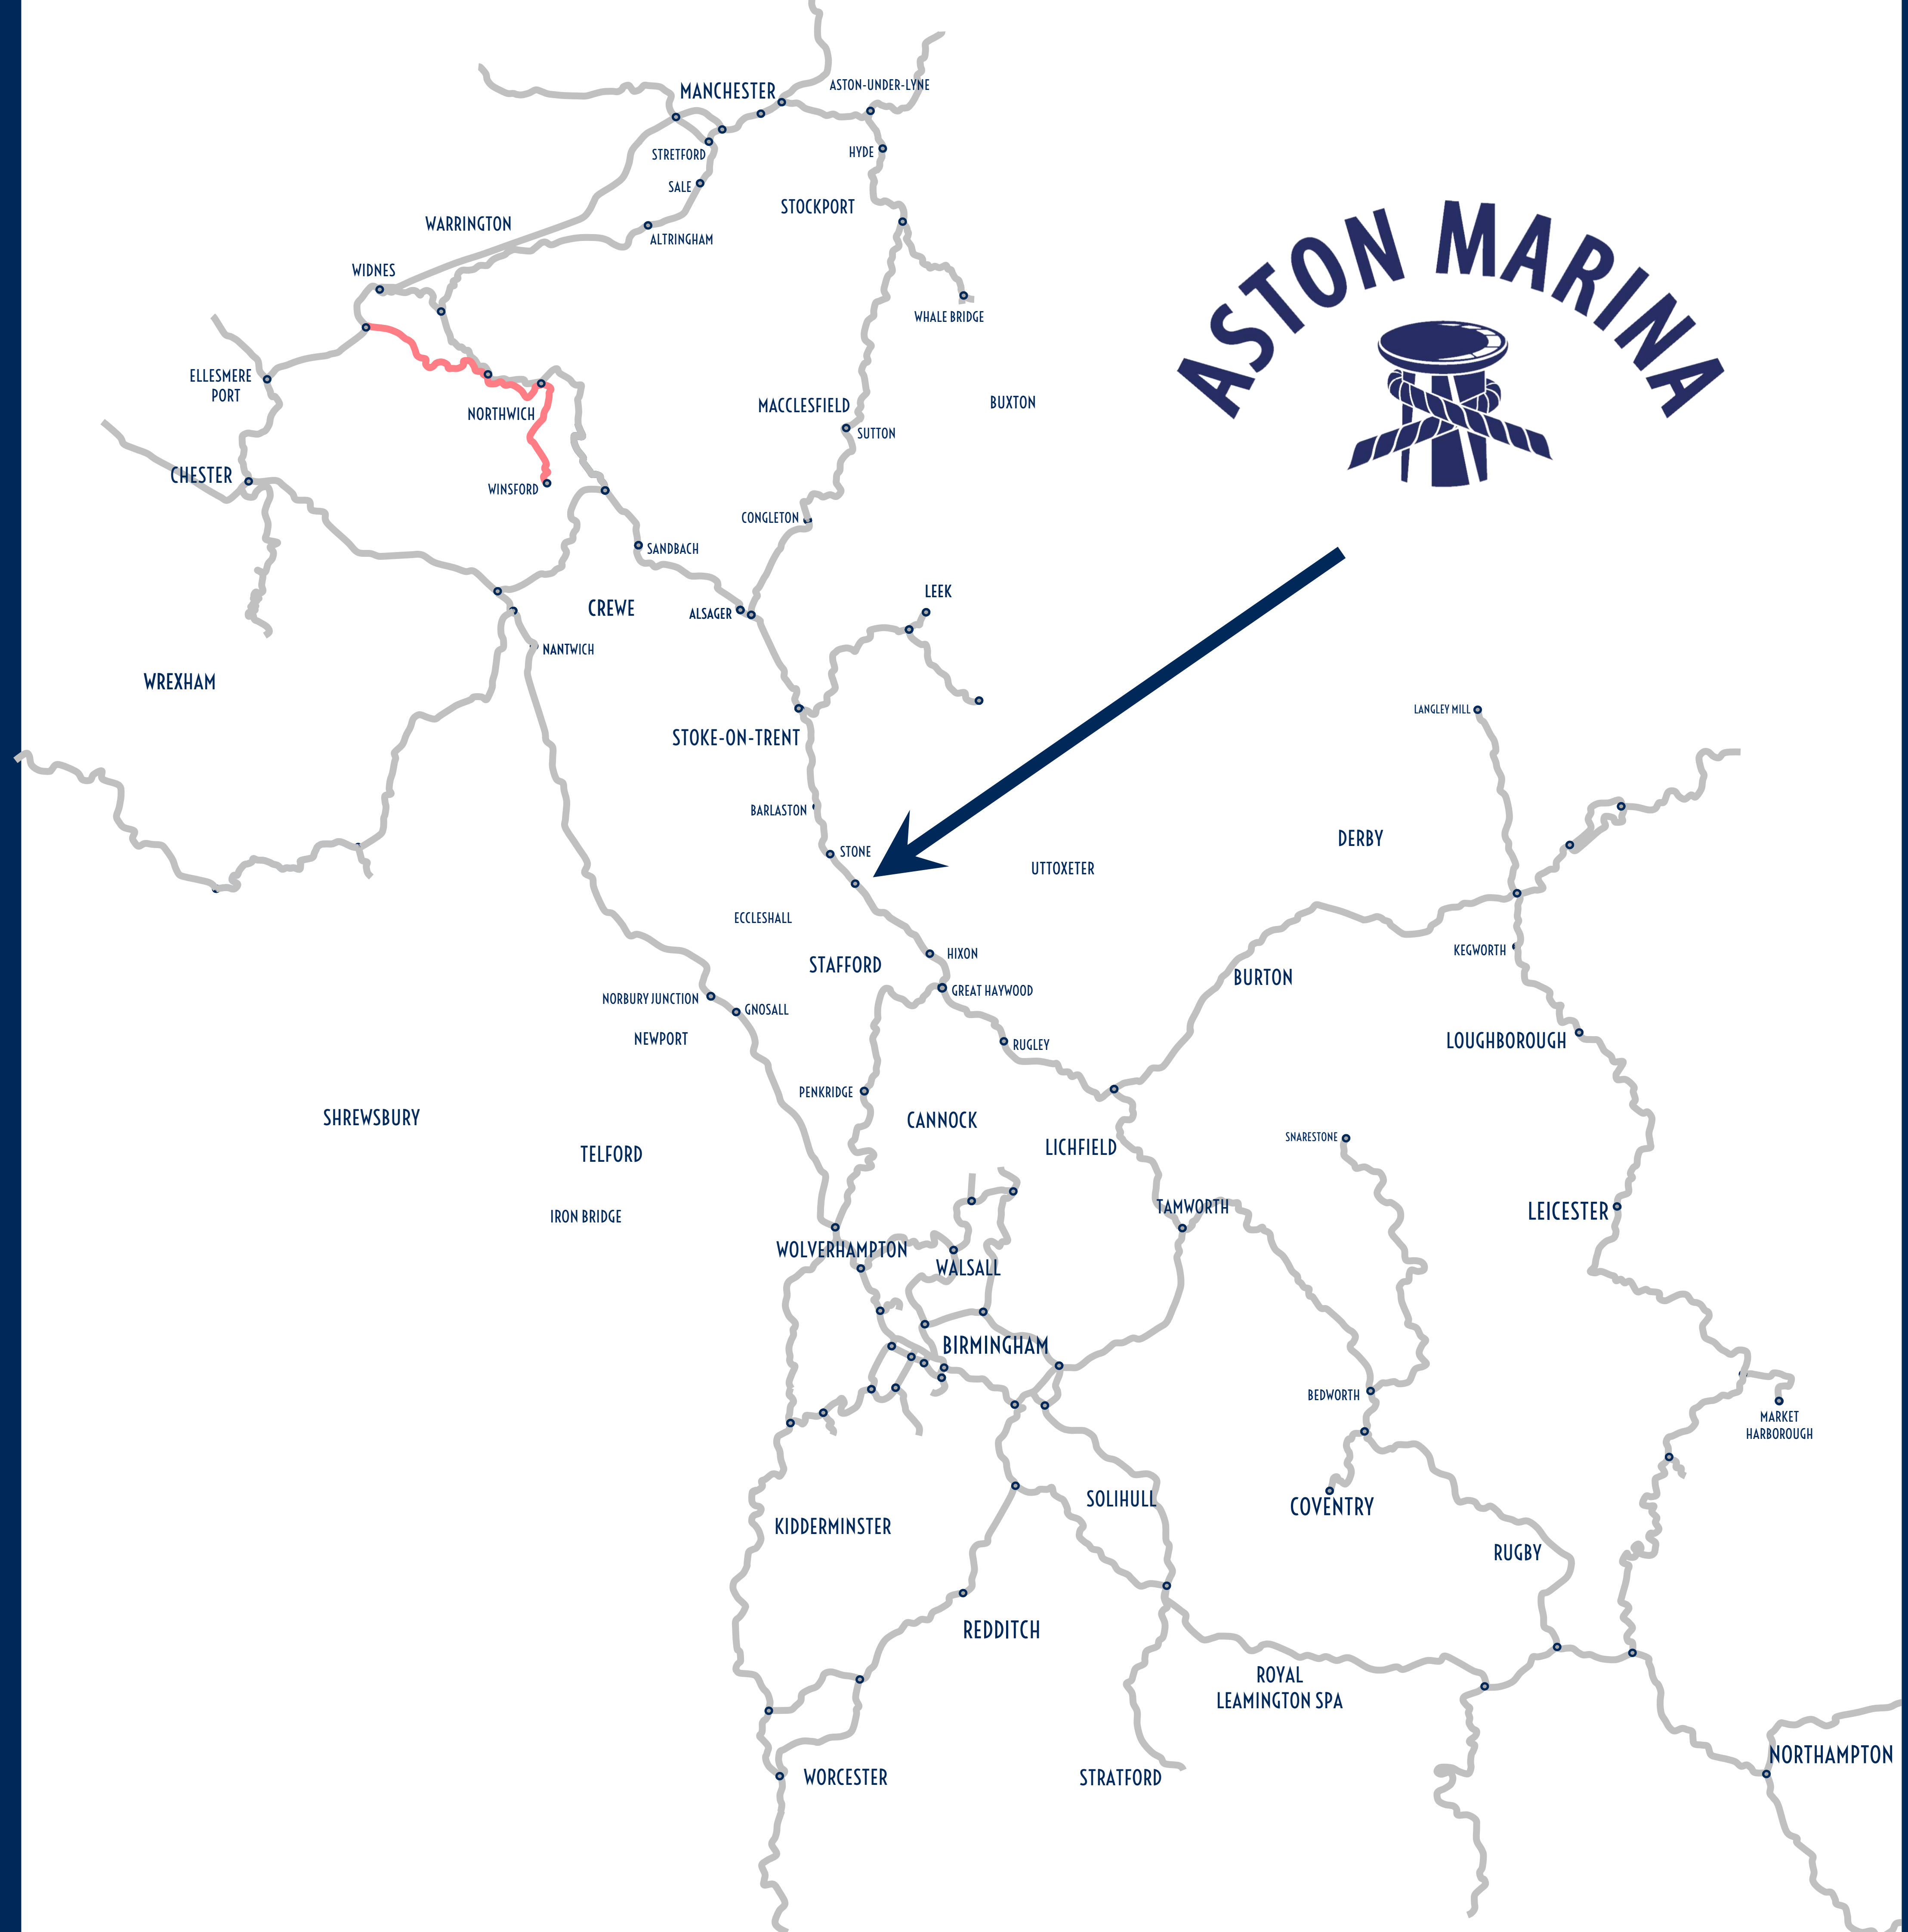 MANCHESTER
ASTON-UNDER-LYNE
STRETFORD
HYDE
SALE
STOCKPORT
WARRINGTON
ALTRINGHAM
ASTON MARINA
WIDNES
WHALE BRIDGE
ELLESMERE
PORT
NORTHWICH
MACCLESFIELD
BUXTON
SUTTON
CHESTER
WINSFORD
CONGLETON
SANDBACH
LEEK
CREWE
ALSAGER
NANTWICH
WREXHAM
LANGLEY MILL
STOKE-ON-TRENT
BARLASTON
DERBY
STONE
UTTOXETER
ECCLESHALL
STAFFORD
HIXON
KEGWORTH
BURTON
NORBURY JUNCTION
GREAT HAYWOOD
GNOSALL
NEWPORT
RUGLEY
LOUGHBOROUGH
PENKRIDGE
SHREWSBURY
CANNOCK
LICHFIELD
SNARESTONE
TELFORD
TAMWORTH
LEICESTER
IRON BRIDGE
WOLVERHAMPTON
WALSALL
BIRMINGHAM
BEDWORTH
MARKET
HARBOROUGH
SOLIHULL
COVENTRY
KIDDERMINSTER
RUGBY
REDDITCH
ROYAL
LEAMINGTON SPA
NORTHAMPTON
WORCESTER
STRATFORD